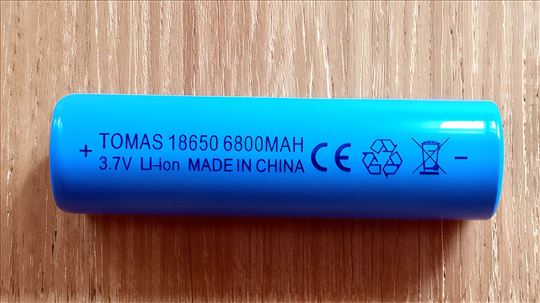 + TOMAS 18650 6800MAH CE −
3.7V LI-ion MADE IN CHINA